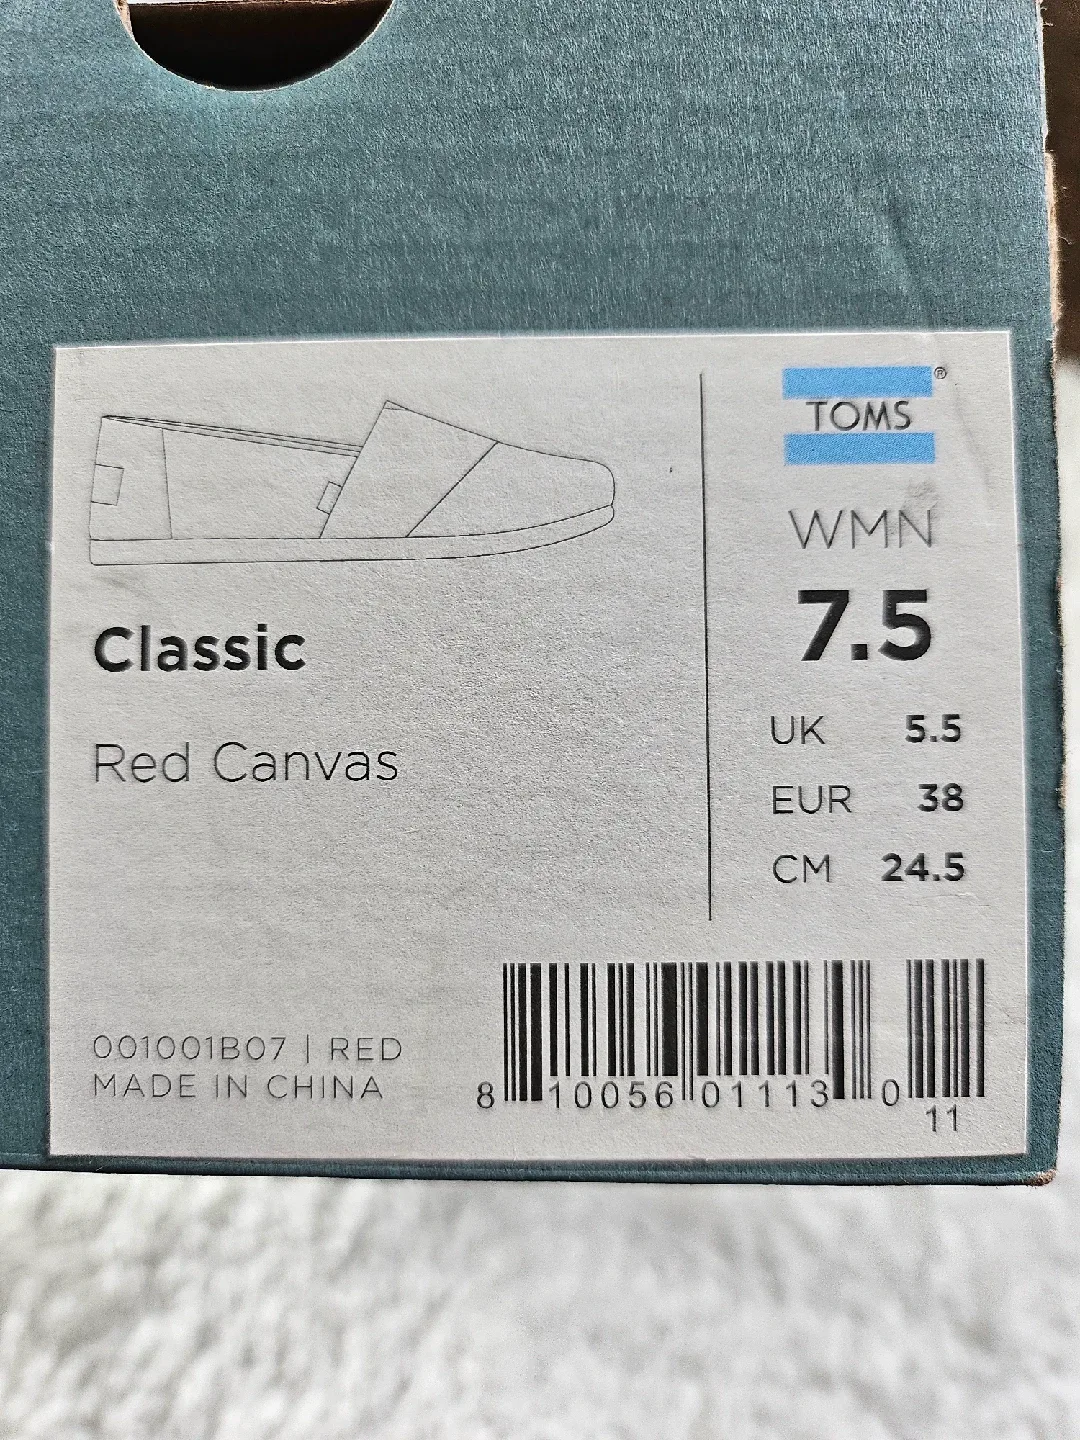 TOMS®
WMN
7.5
UK 5.5
EUR 38
CM 24.5
Classic
Red Canvas
001001B07 | RED
MADE IN CHINA
8 10056 01113 0
11